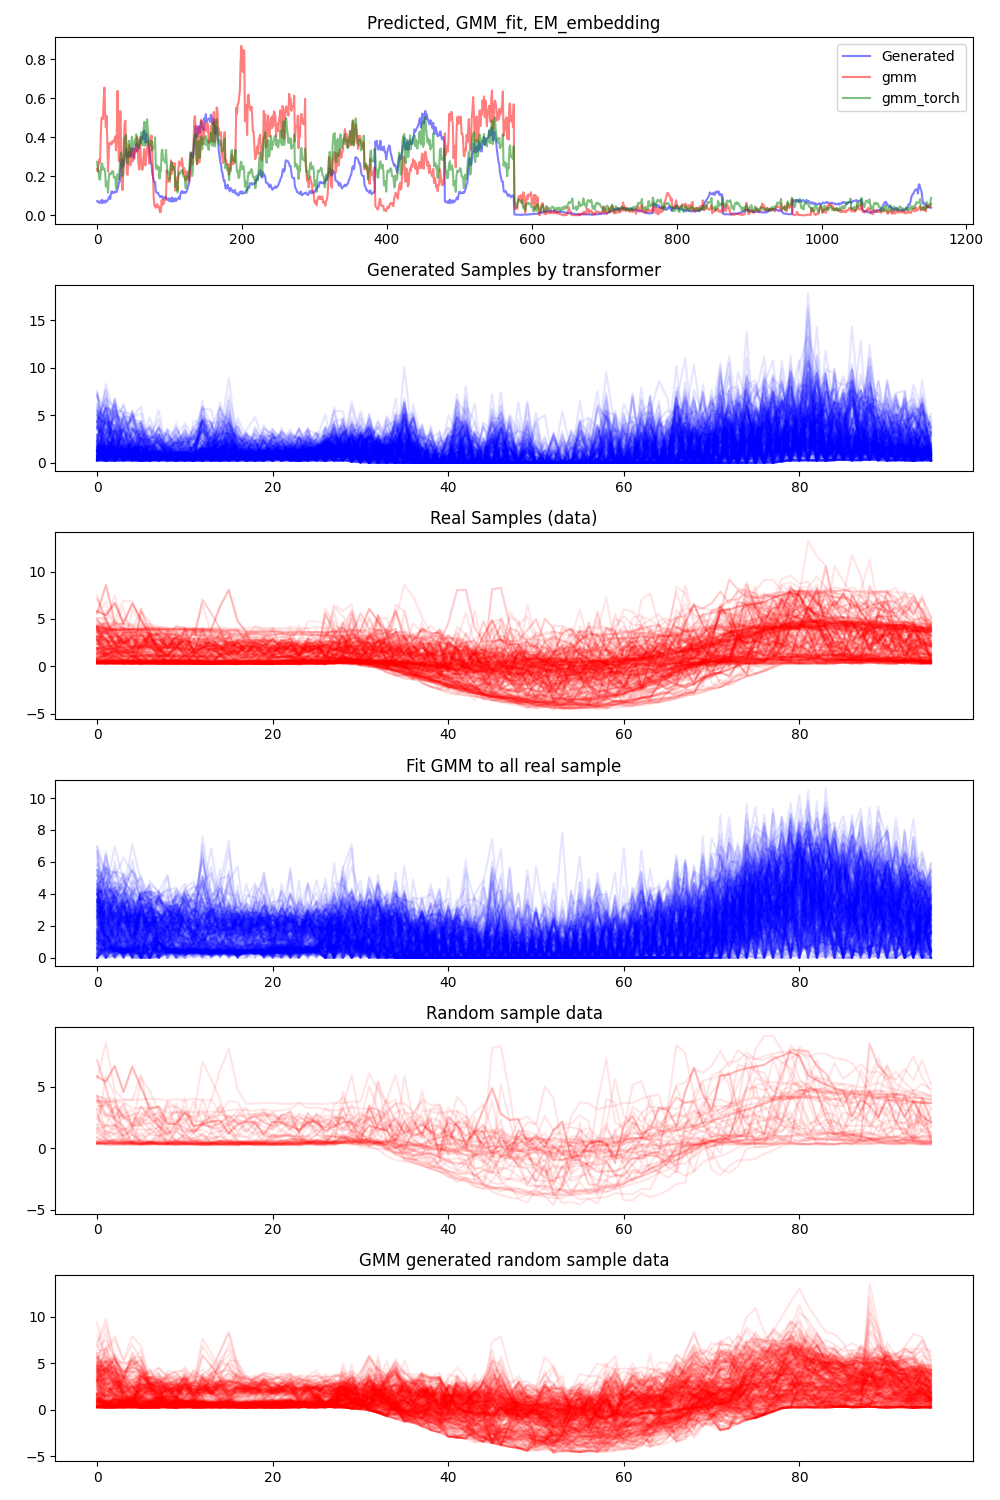 Predicted, GMM_fit, EM_embedding
0.8
0.6
0.4
0.2
0.0
Generated
gmm
gmm_torch
0 200 400 600 800 1000 1200
Generated Samples by transformer
15
10
5
0
0 20 40 60 80
Real Samples (data)
10
5
0
−5
0 20 40 60 80
Fit GMM to all real sample
10
8
6
4
2
0
0 20 40 60 80
Random sample data
5
0
−5
0 20 40 60 80
GMM generated random sample data
10
5
0
−5
0 20 40 60 80